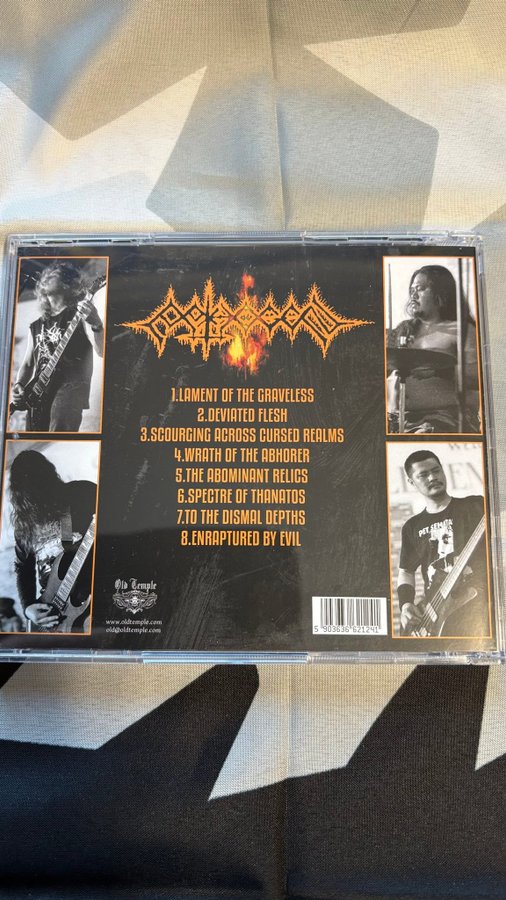 1.LAMENT OF THE GRAVELESS
2.DEVIATED FLESH
3.SCOURGING ACROSS CURSED REALMS
4.WRATH OF THE ABHORER
5.THE ABOMINANT RELICS
6.SPECTRE OF THANATOS
7.TO THE DISMAL DEPTHS
8.ENRAPTURED BY EVIL
Old Temple
www.oldtemple.com
old@oldtemple.com
5 903636 621241